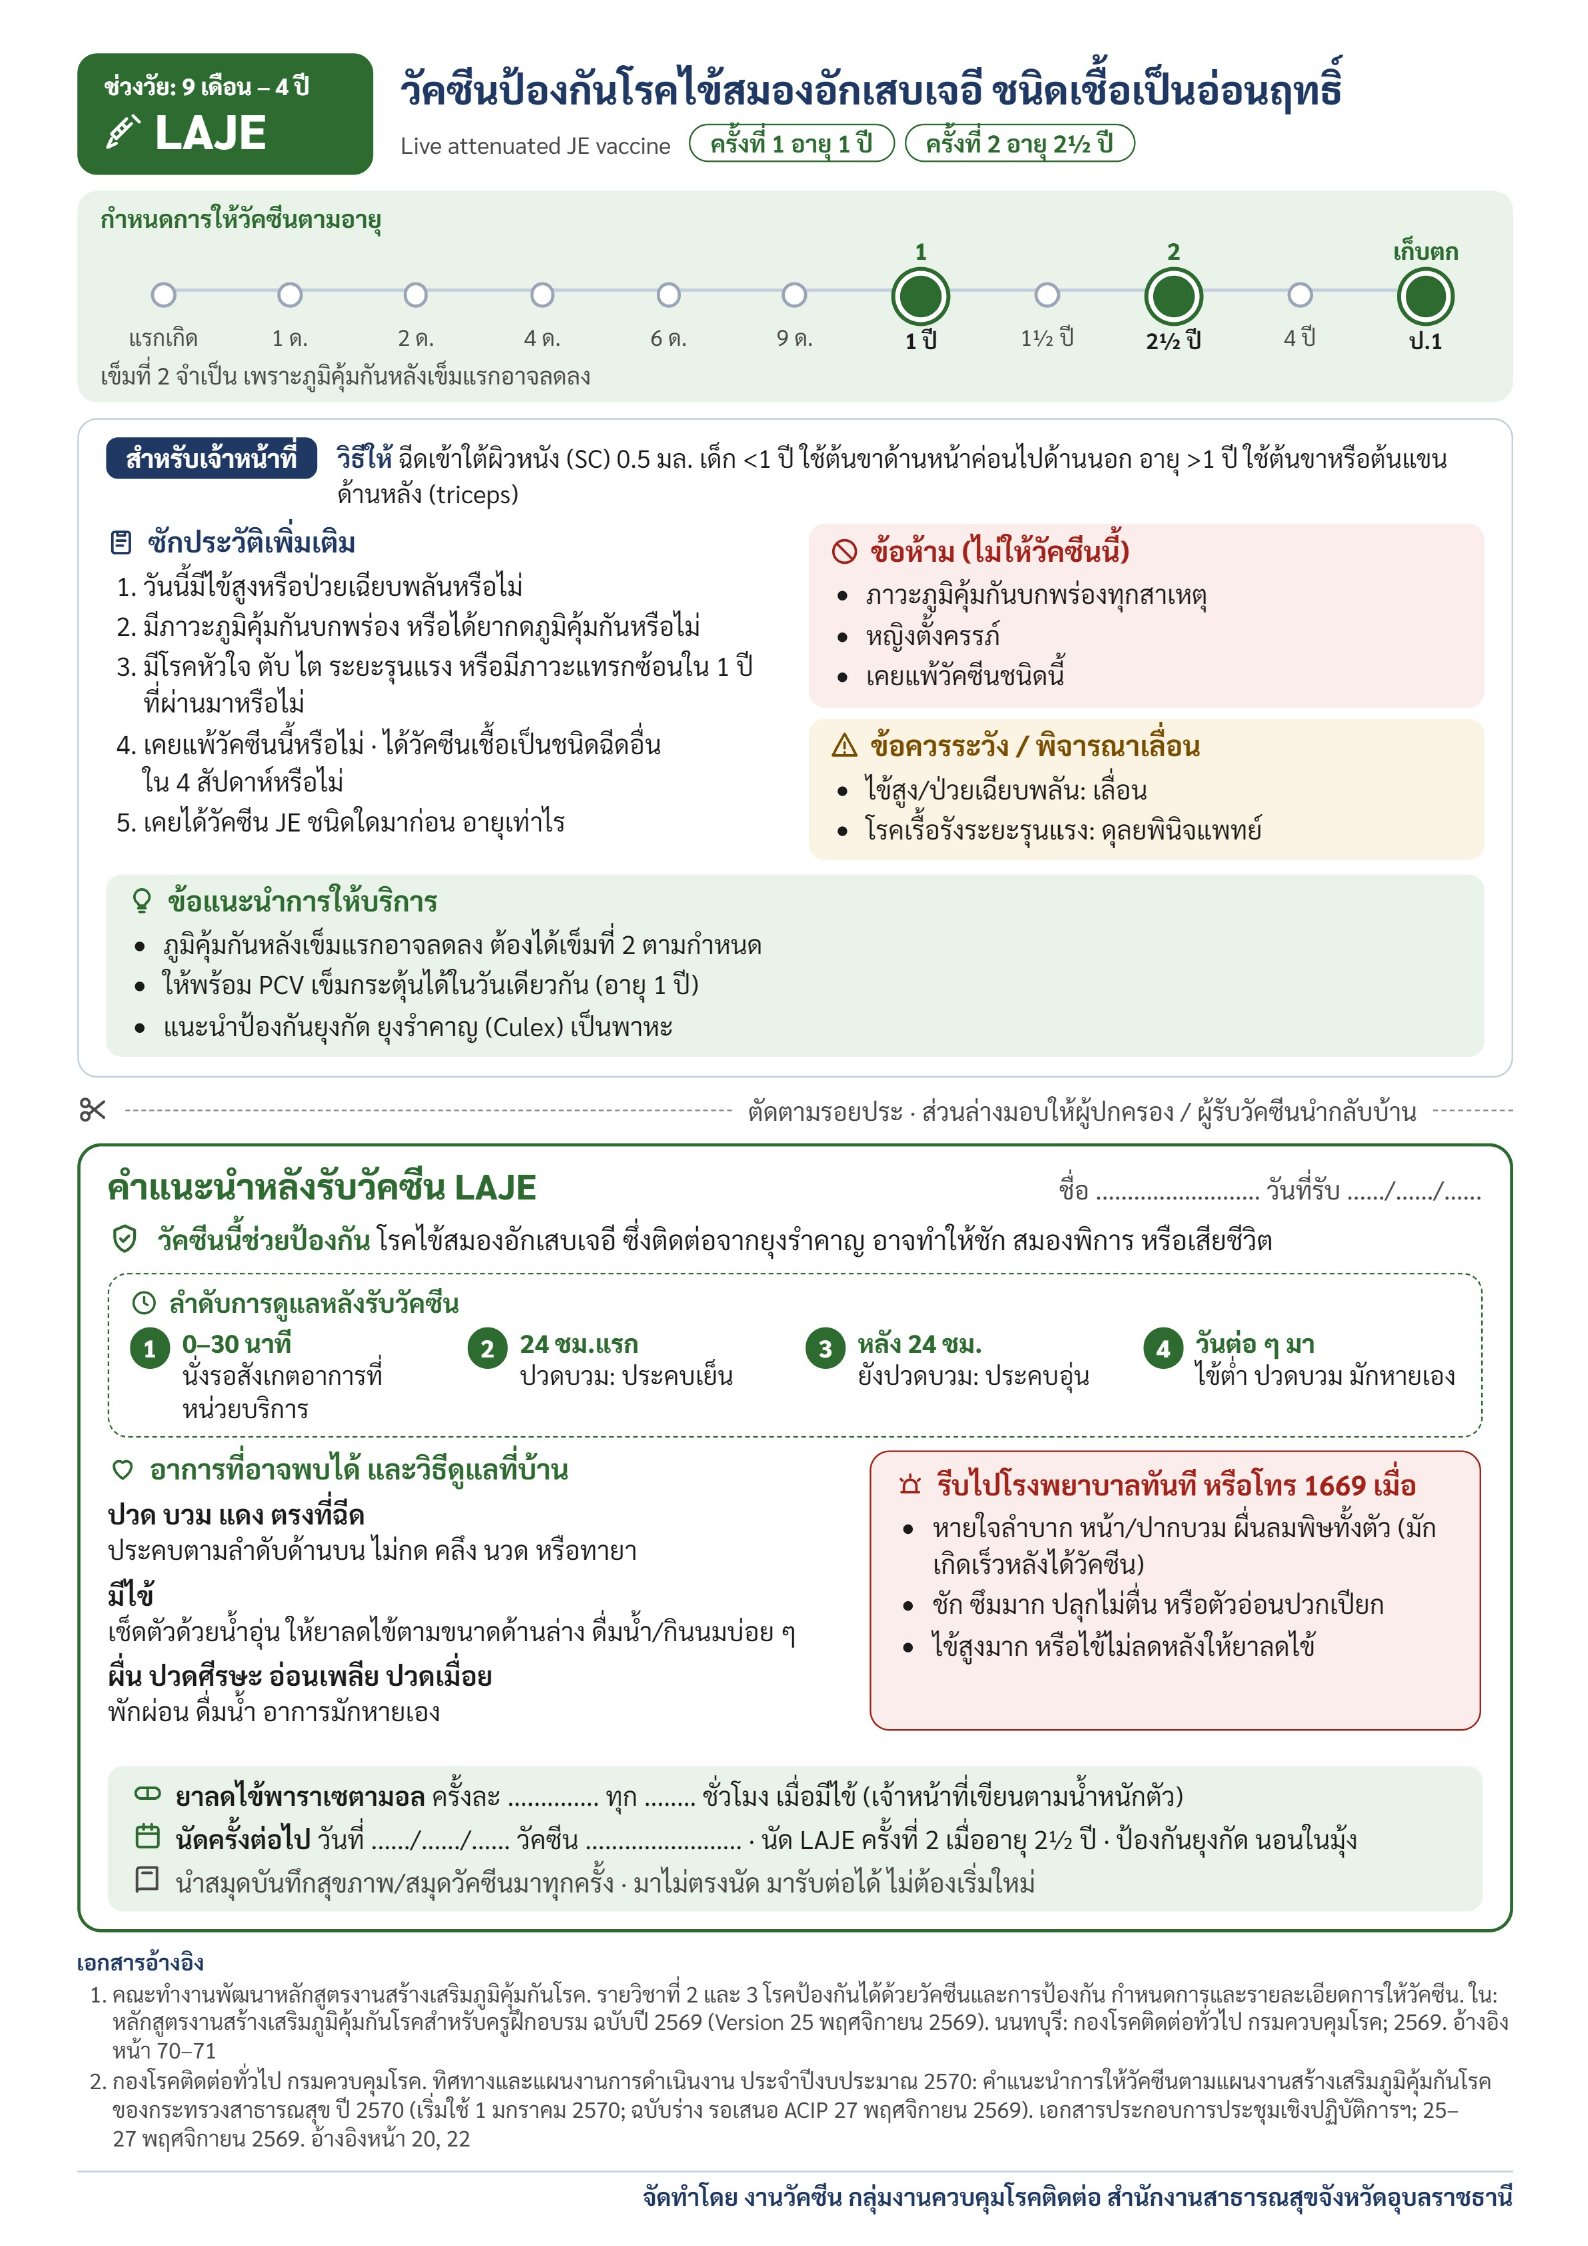 ช่วงวัย: 9 เดือน – 4 ปี
LAJE
วัคซีนป้องกันโรคไข้สมองอักเสบเจอี ชนิดเชื้อเป็นอ่อนฤทธิ์
Live attenuated JE vaccine ครั้งที่ 1 อายุ 1 ปี ครั้งที่ 2 อายุ 2½ ปี
กำหนดการให้วัคซีนตามอายุ
1 2 เก็บตก
แรกเกิด 1 ด. 2 ด. 4 ด. 6 ด. 9 ด. 1 ปี 1½ ปี 2½ ปี 4 ปี ป.1
เข็มที่ 2 จำเป็น เพราะภูมิคุ้มกันหลังเข็มแรกอาจลดลง
สำหรับเจ้าหน้าที่ วิธีให้ ฉีดเข้าใต้ผิวหนัง (SC) 0.5 มล. เด็ก <1 ปี ใช้ต้นขาด้านหน้าค่อนไปด้านนอก อายุ >1 ปี ใช้ต้นขาหรือต้นแขน
ด้านหลัง (triceps)
ซักประวัติเพิ่มเติม
1. วันนี้มีไข้สูงหรือป่วยเฉียบพลันหรือไม่
2. มีภาวะภูมิคุ้มกันบกพร่อง หรือได้ยากดภูมิคุ้มกันหรือไม่
3. มีโรคหัวใจ ตับ ไต ระยะรุนแรง หรือมีภาวะแทรกซ้อนใน 1 ปี
ที่ผ่านมาหรือไม่
4. เคยแพ้วัคซีนนี้หรือไม่ · ได้วัคซีนเชื้อเป็นชนิดฉีดอื่น
ใน 4 สัปดาห์หรือไม่
5. เคยได้วัคซีน JE ชนิดใดมาก่อน อายุเท่าไร
ข้อห้าม (ไม่ให้วัคซีนนี้)
• ภาวะภูมิคุ้มกันบกพร่องทุกสาเหตุ
• หญิงตั้งครรภ์
• เคยแพ้วัคซีนชนิดนี้
ข้อควรระวัง / พิจารณาเลื่อน
• ไข้สูง/ป่วยเฉียบพลัน: เลื่อน
• โรคเรื้อรังระยะรุนแรง: ดุลยพินิจแพทย์
ข้อแนะนำการให้บริการ
• ภูมิคุ้มกันหลังเข็มแรกอาจลดลง ต้องได้เข็มที่ 2 ตามกำหนด
• ให้พร้อม PCV เข็มกระตุ้นได้ในวันเดียวกัน (อายุ 1 ปี)
• แนะนำป้องกันยุงกัด ยุงรำคาญ (Culex) เป็นพาหะ
ตัดตามรอยประ · ส่วนล่างมอบให้ผู้ปกครอง / ผู้รับวัคซีนนำกลับบ้าน
คำแนะนำหลังรับวัคซีน LAJE ชื่อ .......................... วันที่รับ ....../....../......
วัคซีนนี้ช่วยป้องกัน โรคไข้สมองอักเสบเจอี ซึ่งติดต่อจากยุงรำคาญ อาจทำให้ชัก สมองพิการ หรือเสียชีวิต
ลำดับการดูแลหลังรับวัคซีน
1 0–30 นาที
นั่งรอสังเกตอาการที่
หน่วยบริการ
2 24 ชม.แรก
ปวดบวม: ประคบเย็น
3 หลัง 24 ชม.
ยังปวดบวม: ประคบอุ่น
4 วันต่อ ๆ มา
ไข้ต่ำ ปวดบวม มักหายเอง
อาการที่อาจพบได้ และวิธีดูแลที่บ้าน
ปวด บวม แดง ตรงที่ฉีด
ประคบตามลำดับด้านบน ไม่กด คลึง นวด หรือทายา
มีไข้
เช็ดตัวด้วยน้ำอุ่น ให้ยาลดไข้ตามขนาดด้านล่าง ดื่มน้ำ/กินนมบ่อย ๆ
ผื่น ปวดศีรษะ อ่อนเพลีย ปวดเมื่อย
พักผ่อน ดื่มน้ำ อาการมักหายเอง
รีบไปโรงพยาบาลทันที หรือโทร 1669 เมื่อ
• หายใจลำบาก หน้า/ปากบวม ผื่นลมพิษทั้งตัว (มัก
เกิดเร็วหลังได้วัคซีน)
• ชัก ซึมมาก ปลุกไม่ตื่น หรือตัวอ่อนปวกเปียก
• ไข้สูงมาก หรือไข้ไม่ลดหลังให้ยาลดไข้
ยาลดไข้พาราเซตามอล ครั้งละ .............. ทุก ........ ชั่วโมง เมื่อมีไข้ (เจ้าหน้าที่เขียนตามน้ำหนักตัว)
นัดครั้งต่อไป วันที่ ....../....../...... วัคซีน ........................ · นัด LAJE ครั้งที่ 2 เมื่ออายุ 2½ ปี · ป้องกันยุงกัด นอนในมุ้ง
นำสมุดบันทึกสุขภาพ/สมุดวัคซีนมาทุกครั้ง · มาไม่ตรงนัด มารับต่อได้ ไม่ต้องเริ่มใหม่
เอกสารอ้างอิง
1. คณะทำงานพัฒนาหลักสูตรงานสร้างเสริมภูมิคุ้มกันโรค. รายวิชาที่ 2 และ 3 โรคป้องกันได้ด้วยวัคซีนและการป้องกัน กำหนดการและรายละเอียดการให้วัคซีน. ใน:
หลักสูตรงานสร้างเสริมภูมิคุ้มกันโรคสำหรับครูฝึกอบรม ฉบับปี 2569 (Version 25 พฤศจิกายน 2569). นนทบุรี: กองโรคติดต่อทั่วไป กรมควบคุมโรค; 2569. อ้างอิง
หน้า 70–71
2. กองโรคติดต่อทั่วไป กรมควบคุมโรค. ทิศทางและแผนงานการดำเนินงาน ประจำปีงบประมาณ 2570: คำแนะนำการให้วัคซีนตามแผนงานสร้างเสริมภูมิคุ้มกันโรค
ของกระทรวงสาธารณสุข ปี 2570 (เริ่มใช้ 1 มกราคม 2570; ฉบับร่าง รอเสนอ ACIP 27 พฤศจิกายน 2569). เอกสารประกอบการประชุมเชิงปฏิบัติการฯ; 25–
27 พฤศจิกายน 2569. อ้างอิงหน้า 20, 22
จัดทำโดย งานวัคซีน กลุ่มงานควบคุมโรคติดต่อ สำนักงานสาธารณสุขจังหวัดอุบลราชธานี